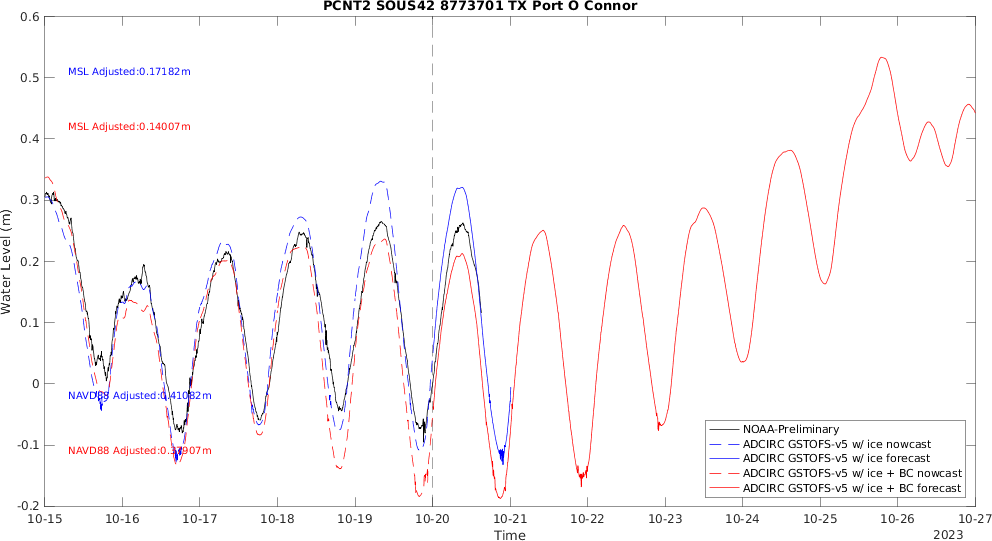 PCNT2 SOUS42 8773701 TX Port O Connor
0.6
0.5
0.4
0.3
0.2
0.1
0
-0.1
-0.2
Water Level (m)
MSL Adjusted:0.17182m
MSL Adjusted:0.14007m
NAVD88 Adjusted:0.41082m
NAVD88 Adjusted:0.37907m
NOAA-Preliminary
ADCIRC GSTOFS-v5 w/ ice nowcast
ADCIRC GSTOFS-v5 w/ ice forecast
ADCIRC GSTOFS-v5 w/ ice + BC nowcast
ADCIRC GSTOFS-v5 w/ ice + BC forecast
10-15 10-16 10-17 10-18 10-19 10-20 10-21 10-22 10-23 10-24 10-25 10-26 10-27
Time
2023